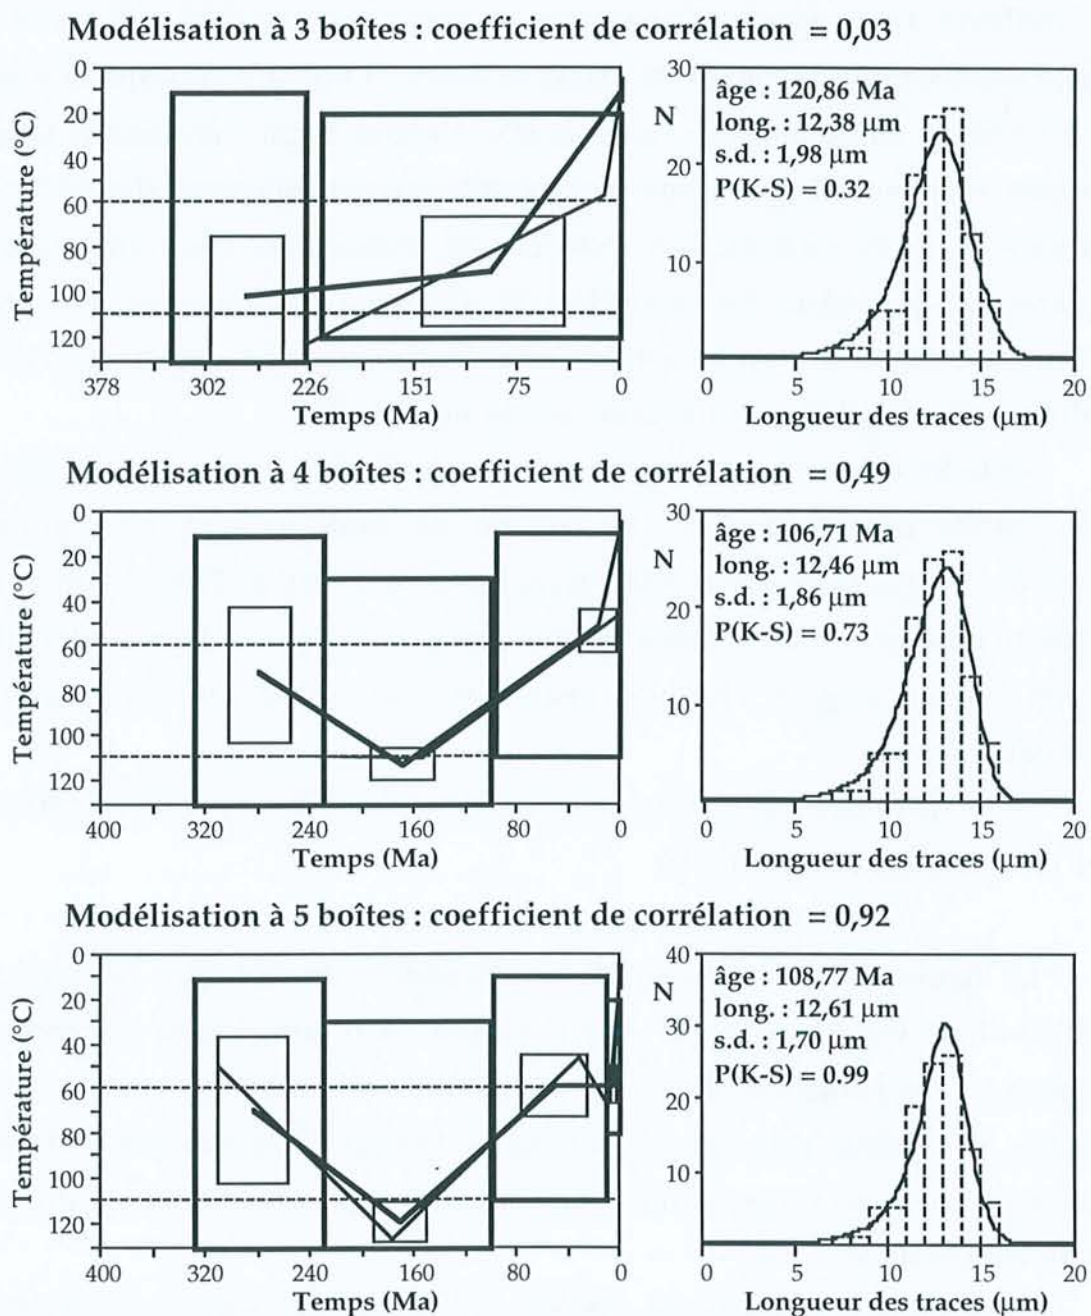 Modélisation à 3 boîtes : coefficient de corrélation = 0,03
Température (°C)
0
20
40
60
80
100
120
378
302
226
151
75
0
Temps (Ma)
N
30
20
10
âge : 120,86 Ma
long. : 12,38 µm
s.d. : 1,98 µm
P(K-S) = 0.32
0
5
10
15
20
Longueur des traces (µm)
Modélisation à 4 boîtes : coefficient de corrélation = 0,49
Température (°C)
0
20
40
60
80
100
120
400
320
240
160
80
0
Temps (Ma)
N
30
20
10
âge : 106,71 Ma
long. : 12,46 µm
s.d. : 1,86 µm
P(K-S) = 0.73
0
5
10
15
20
Longueur des traces (µm)
Modélisation à 5 boîtes : coefficient de corrélation = 0,92
Température (°C)
0
20
40
60
80
100
120
400
320
240
160
80
0
Temps (Ma)
N
40
30
20
10
âge : 108,77 Ma
long. : 12,61 µm
s.d. : 1,70 µm
P(K-S) = 0.99
0
5
10
15
20
Longueur des traces (µm)